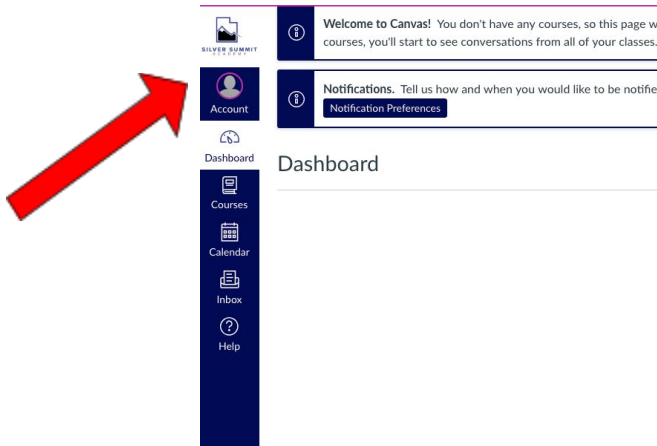 SILVER SUMMIT
ACADEMY
Account
Dashboard
Courses
Calendar
Inbox
Help
Welcome to Canvas! You don't have any courses, so this page w
courses, you'll start to see conversations from all of your classes.
Notifications. Tell us how and when you would like to be notifie
Notification Preferences
Dashboard